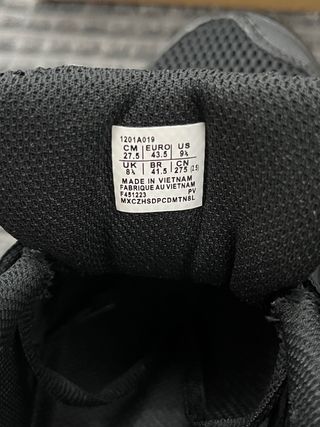 1201A019
CM EURO US
27.5 43.5 9½
UK BR CN
8½ 41.5 275 (2.5)
MADE IN VIETNAM
FABRIQUE AU VIETNAM
F451223 PV
MXCZHSDPCDMTN8L